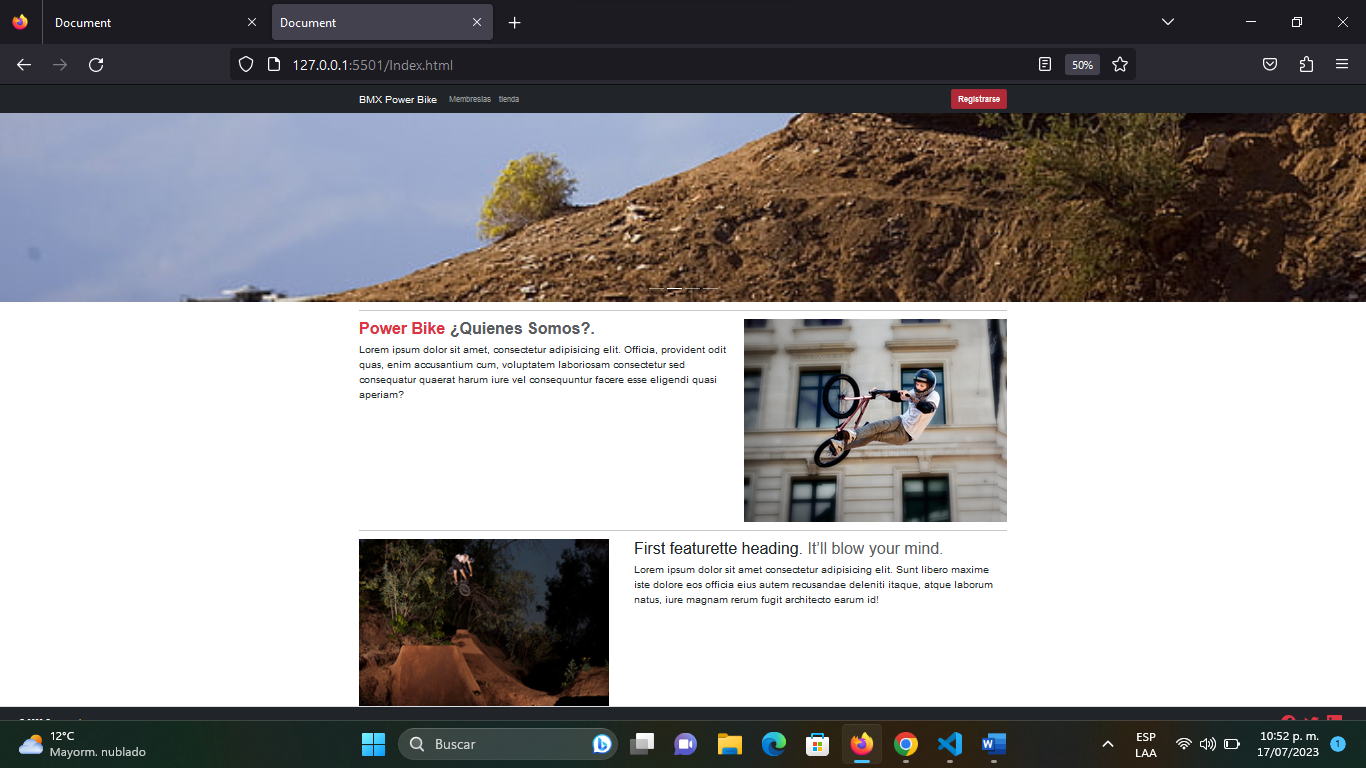 Document
Document
127.0.0.1:5501/Index.html
50%
BMX Power Bike
Membresias
tienda
Registrarse
Power Bike ¿Quienes Somos?.
Lorem ipsum dolor sit amet, consectetur adipisicing elit. Officia, provident odit
quas, enim accusantium cum, voluptatem laboriosam consectetur sed
consequatur quaerat harum iure vel consequuntur facere esse eligendi quasi
aperiam?
First featurette heading. It'll blow your mind.
Lorem ipsum dolor sit amet consectetur adipisicing elit. Sunt libero maxime
iste dolore eos officia eius autem recusandae deleniti itaque, atque laborum
natus, iure magnam rerum fugit architecto earum id!
12°C
Mayorm. nublado
Buscar
ESP
LAA
10:52 p. m.
17/07/2023
1